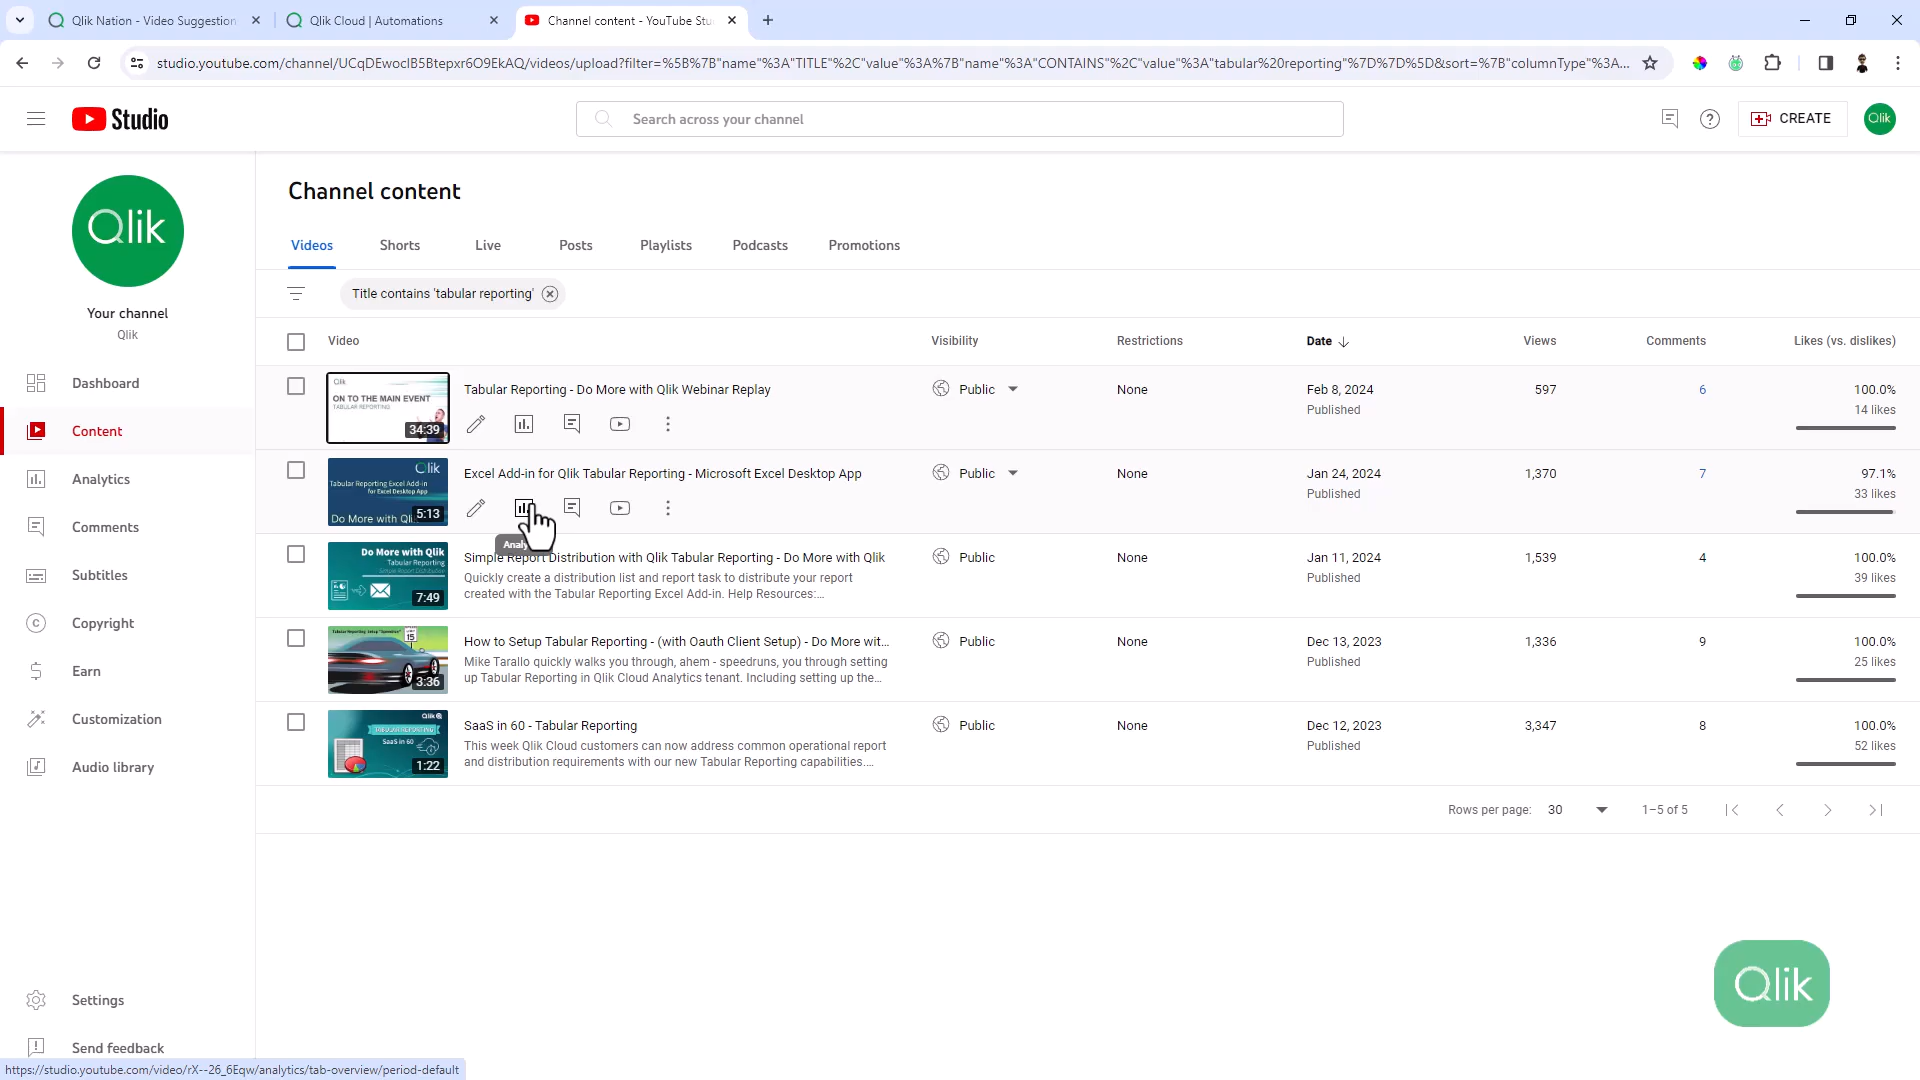 Qlik Nation - Video Suggestion
Qlik Cloud | Automations
Channel content - YouTube Stu
studio.youtube.com/channel/UCqDEwoclB5Btepxr6O9EkAQ/videos/upload?filter=%5B%7B"name"%3A"TITLE"%2C"value"%3A%7B"name"%3A"CONTAINS"%2C"value"%3A"tabular%20reporting"%7D%7D%5D&sort=%7B"columnType"%3A...
Studio
Search across your channel
CREATE
Qlik
Qlik
Your channel
Qlik
Dashboard
Content
Analytics
Comments
Subtitles
Copyright
Earn
Customization
Audio library
Settings
Send feedback
Channel content
Videos Shorts Live Posts Playlists Podcasts Promotions
Title contains 'tabular reporting'
Video Visibility Restrictions Date Views Comments Likes (vs. dislikes)
Qlik
ON TO THE MAIN EVENT
TABULAR REPORTING
34:39
Tabular Reporting - Do More with Qlik Webinar Replay
Public None Feb 8, 2024 597 6 100.0%
Published 14 likes
Qlik
Tabular Reporting Excel Add-in
for Excel Desktop App
Do More with Qli
5:13
Excel Add-in for Qlik Tabular Reporting - Microsoft Excel Desktop App
Public None Jan 24, 2024 1,370 7 97.1%
Published 33 likes
Do More with Qlik
Tabular Reporting
Simple Report Distribution
7:49
Simple Report Distribution with Qlik Tabular Reporting - Do More with Qlik
Quickly create a distribution list and report task to distribute your report
created with the Tabular Reporting Excel Add-in. Help Resources:...
Public None Jan 11, 2024 1,539 4 100.0%
Published 39 likes
15
3:36
How to Setup Tabular Reporting - (with Oauth Client Setup) - Do More wit...
Mike Tarallo quickly walks you through, ahem - speedruns, you through setting
up Tabular Reporting in Qlik Cloud Analytics tenant. Including setting up the...
Public None Dec 13, 2023 1,336 9 100.0%
Published 25 likes
Qlik
TABULAR REPORTING
SaaS in 60
1:22
SaaS in 60 - Tabular Reporting
This week Qlik Cloud customers can now address common operational report
and distribution requirements with our new Tabular Reporting capabilities....
Public None Dec 12, 2023 3,347 8 100.0%
Published 52 likes
Rows per page: 30 1–5 of 5
Qlik
https://studio.youtube.com/video/rX--26_6Eqw/analytics/tab-overview/period-default